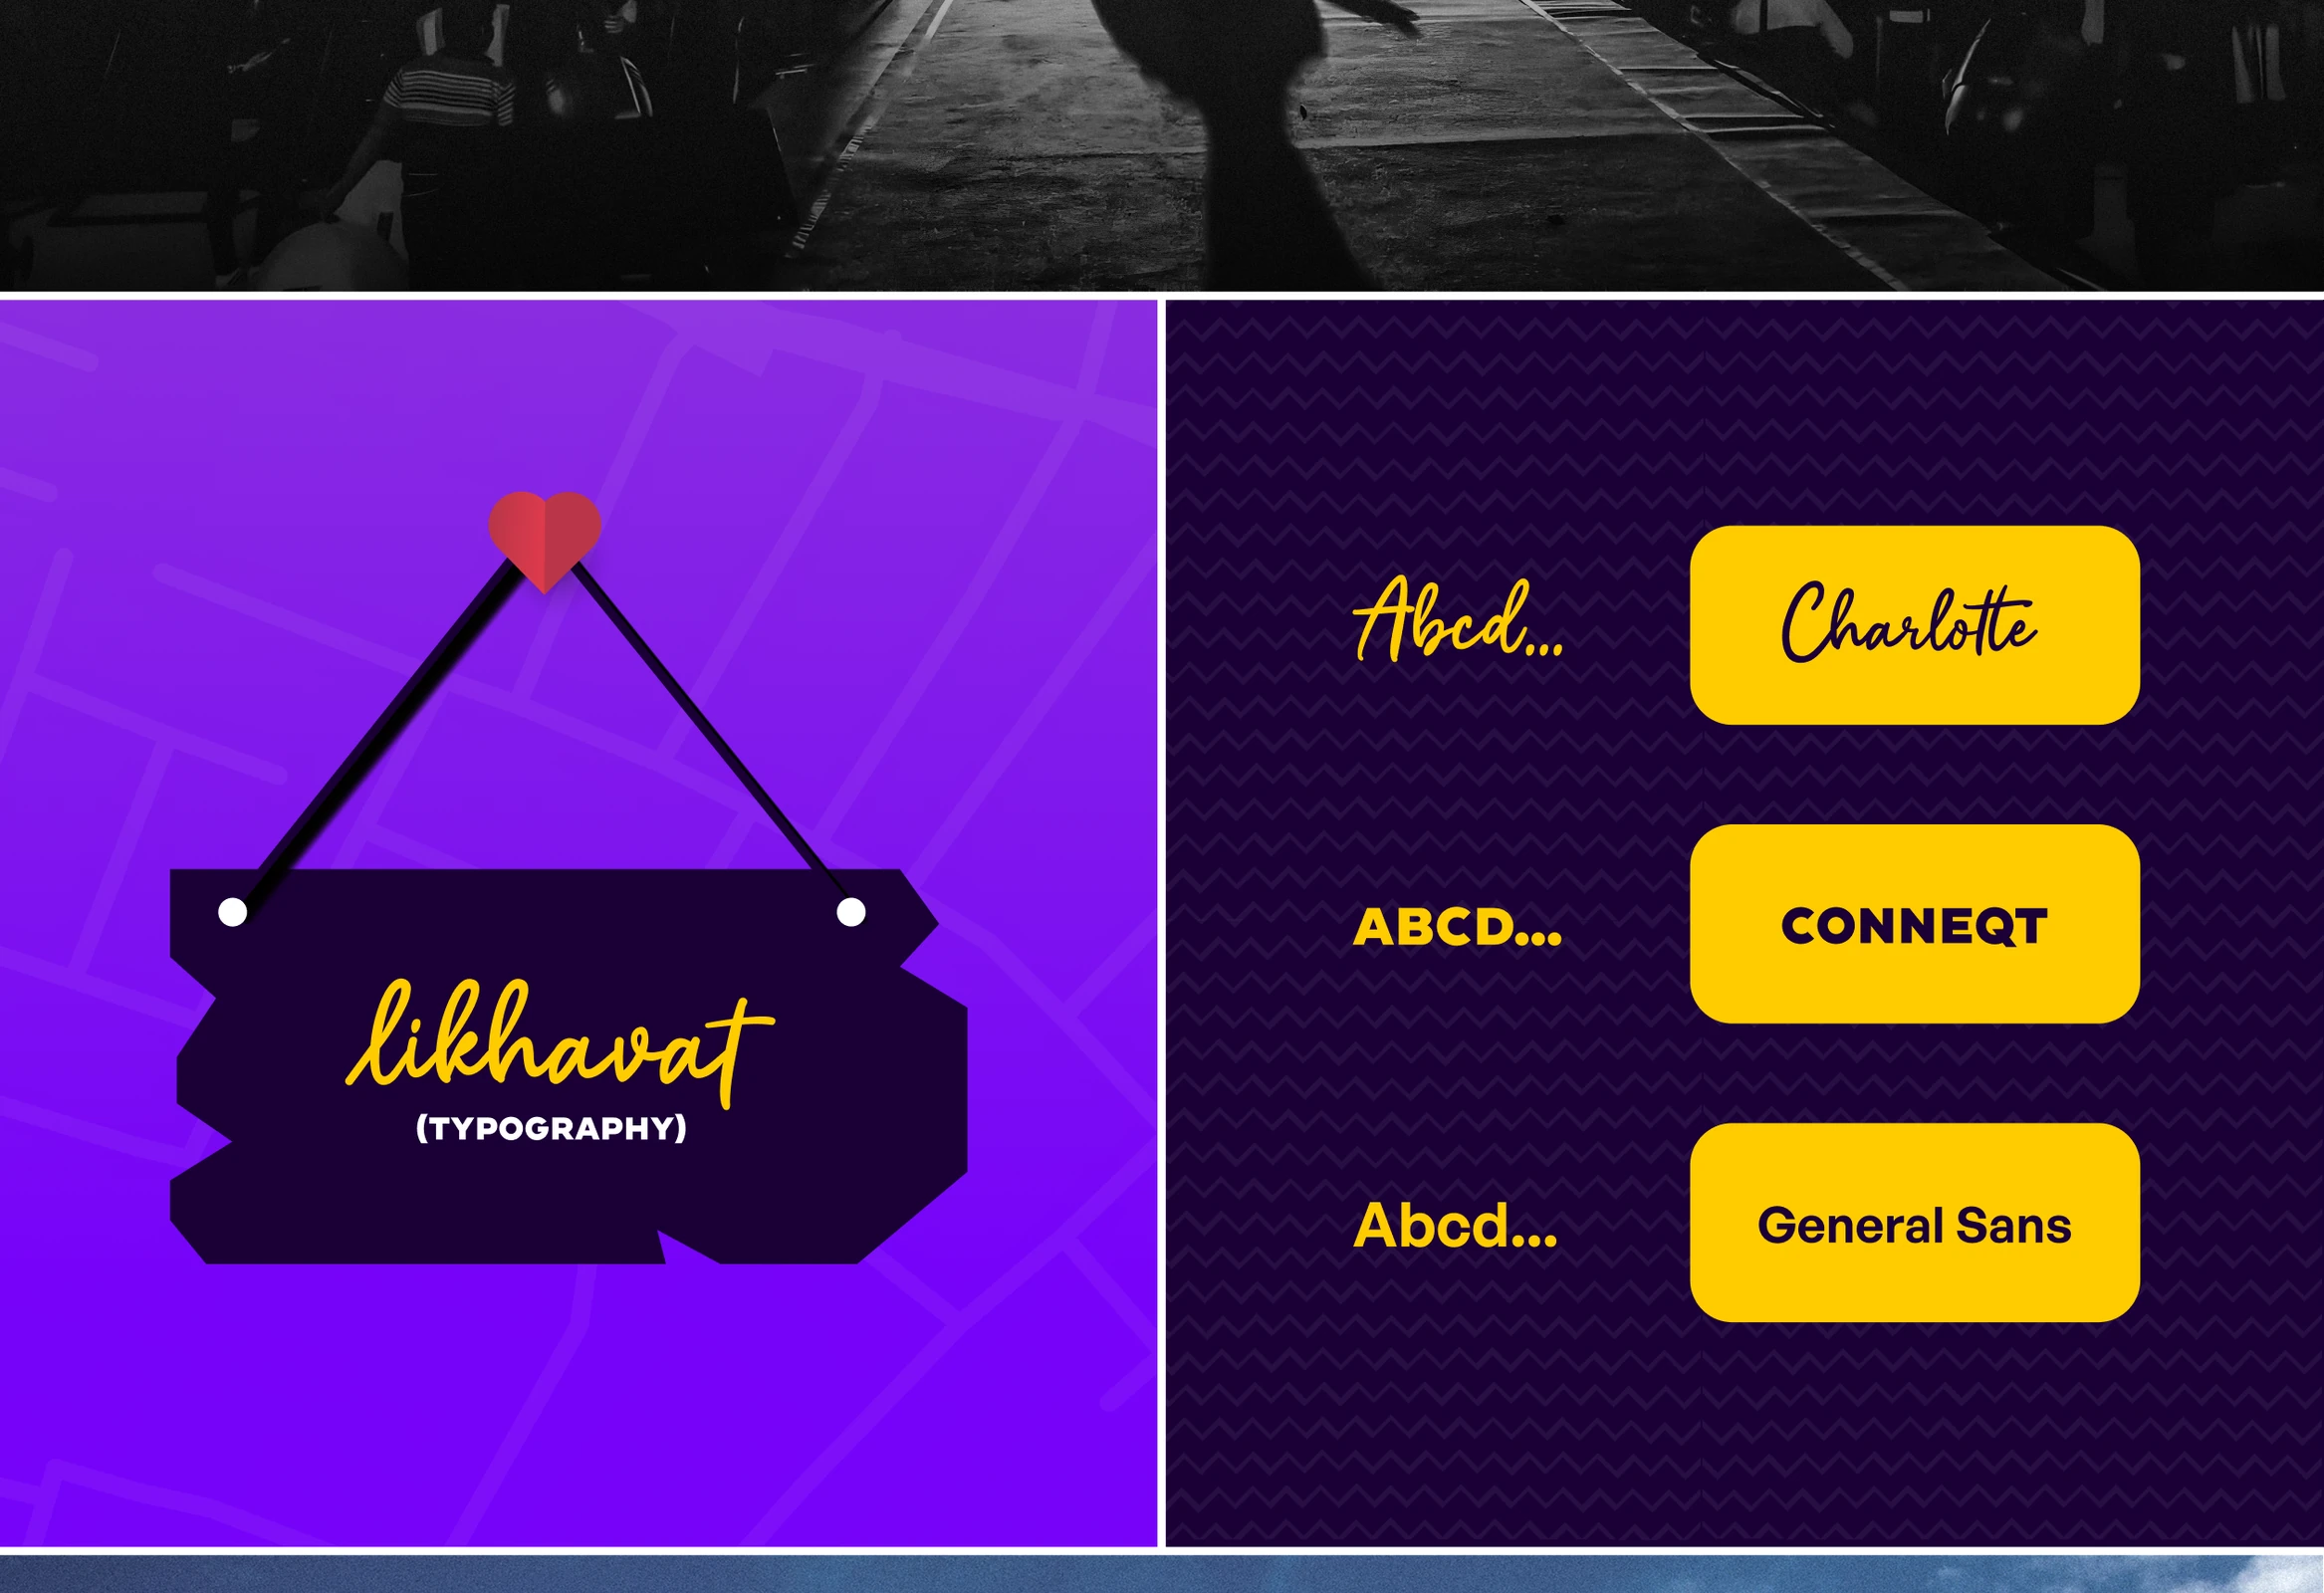 likhavat
(TYPOGRAPHY)
Abcd...
Charlotte
ABCD...
CONNEQT
Abcd...
General Sans